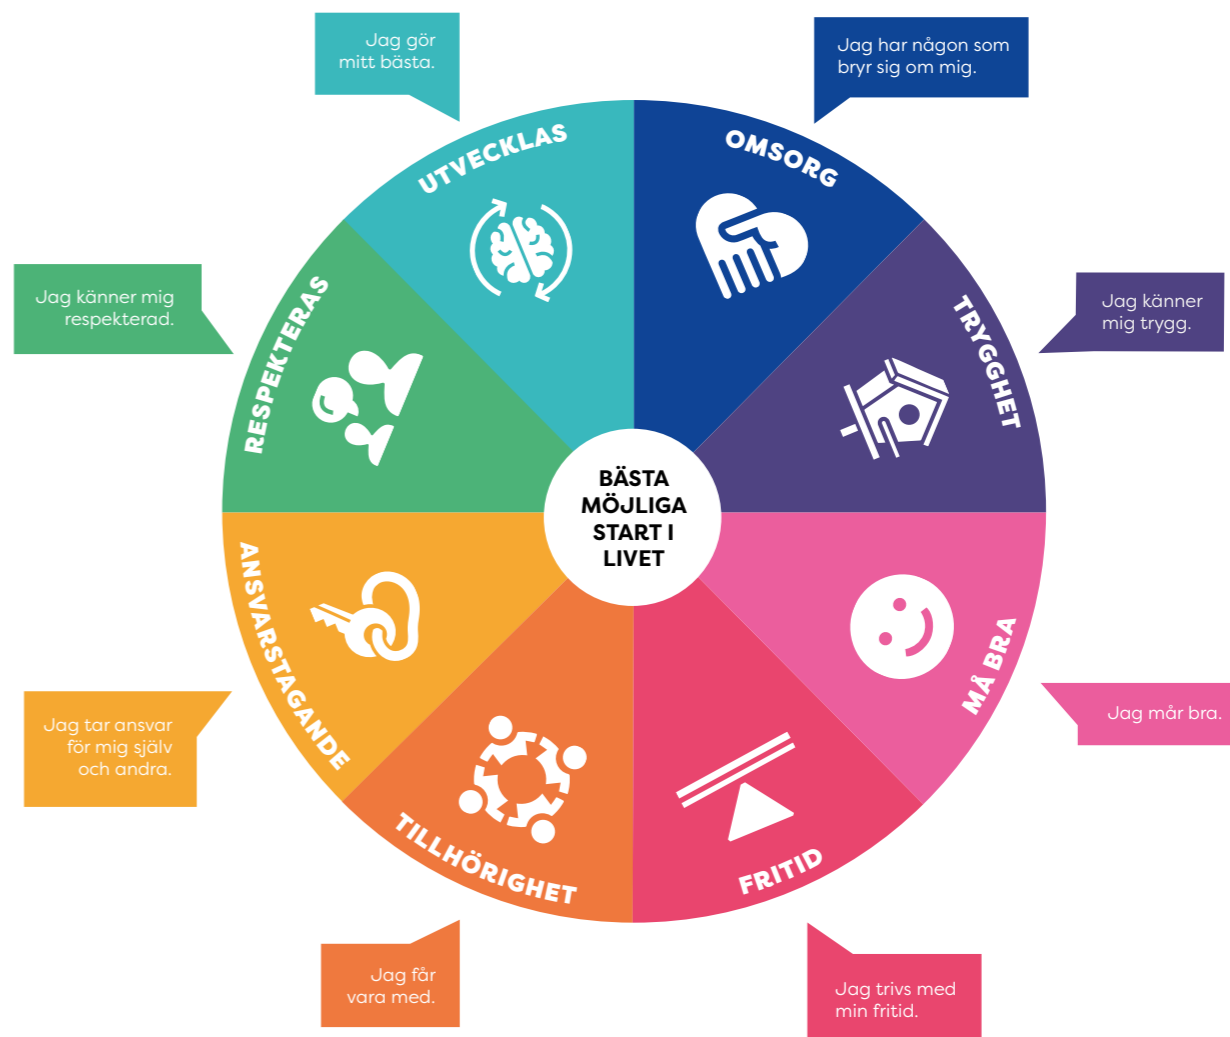 Jag gör
mitt bästa.
Jag har någon som
bryr sig om mig.
UTVECKLAS
OMSORG
Jag känner mig
respekterad.
RESPEKTERAS
TRYGGHET
Jag känner
mig trygg.
BÄSTA
MÖJLIGA
START I
LIVET
ANSVARSTAGANDE
MÅ BRA
Jag tar ansvar
för mig själv
och andra.
Jag mår bra.
TILLHÖRIGHET
FRITID
Jag får
vara med.
Jag trivs med
min fritid.